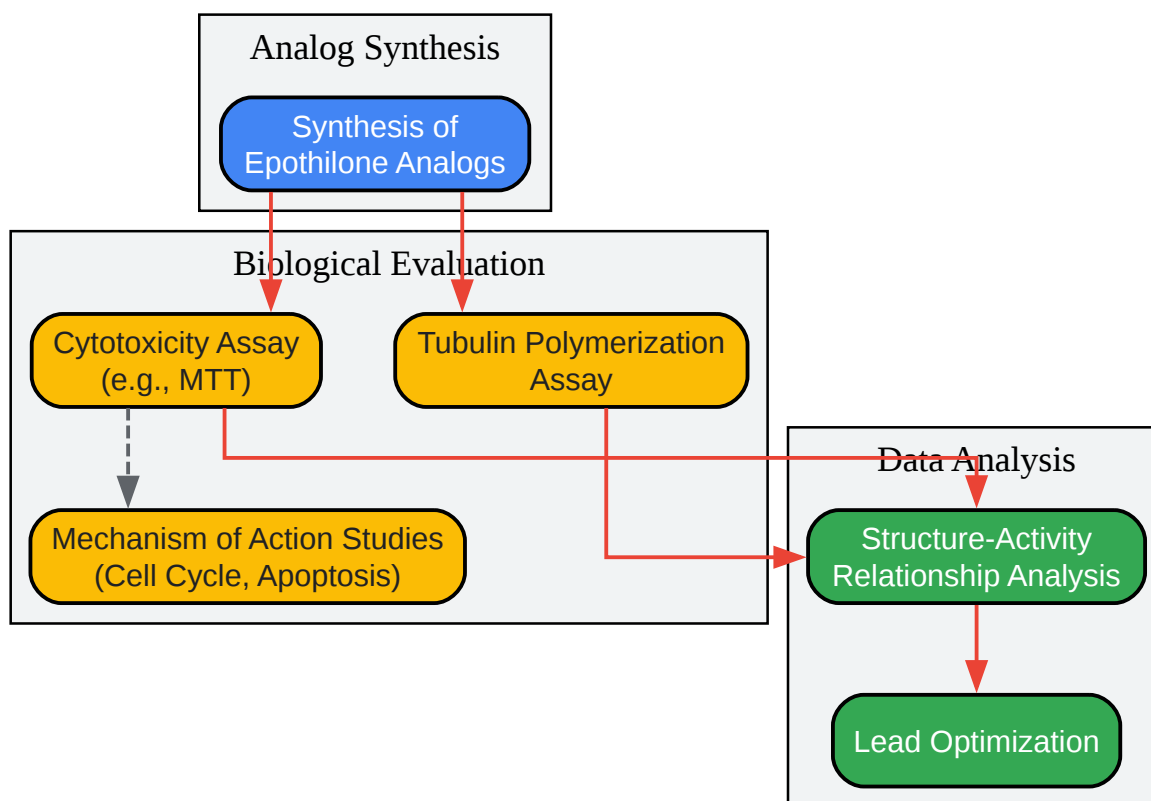 Analog Synthesis
Synthesis of
Epothilone Analogs
Biological Evaluation
Cytotoxicity Assay
(e.g., MTT)
Tubulin Polymerization
Assay
Mechanism of Action Studies
(Cell Cycle, Apoptosis)
Data Analysis
Structure-Activity
Relationship Analysis
Lead Optimization